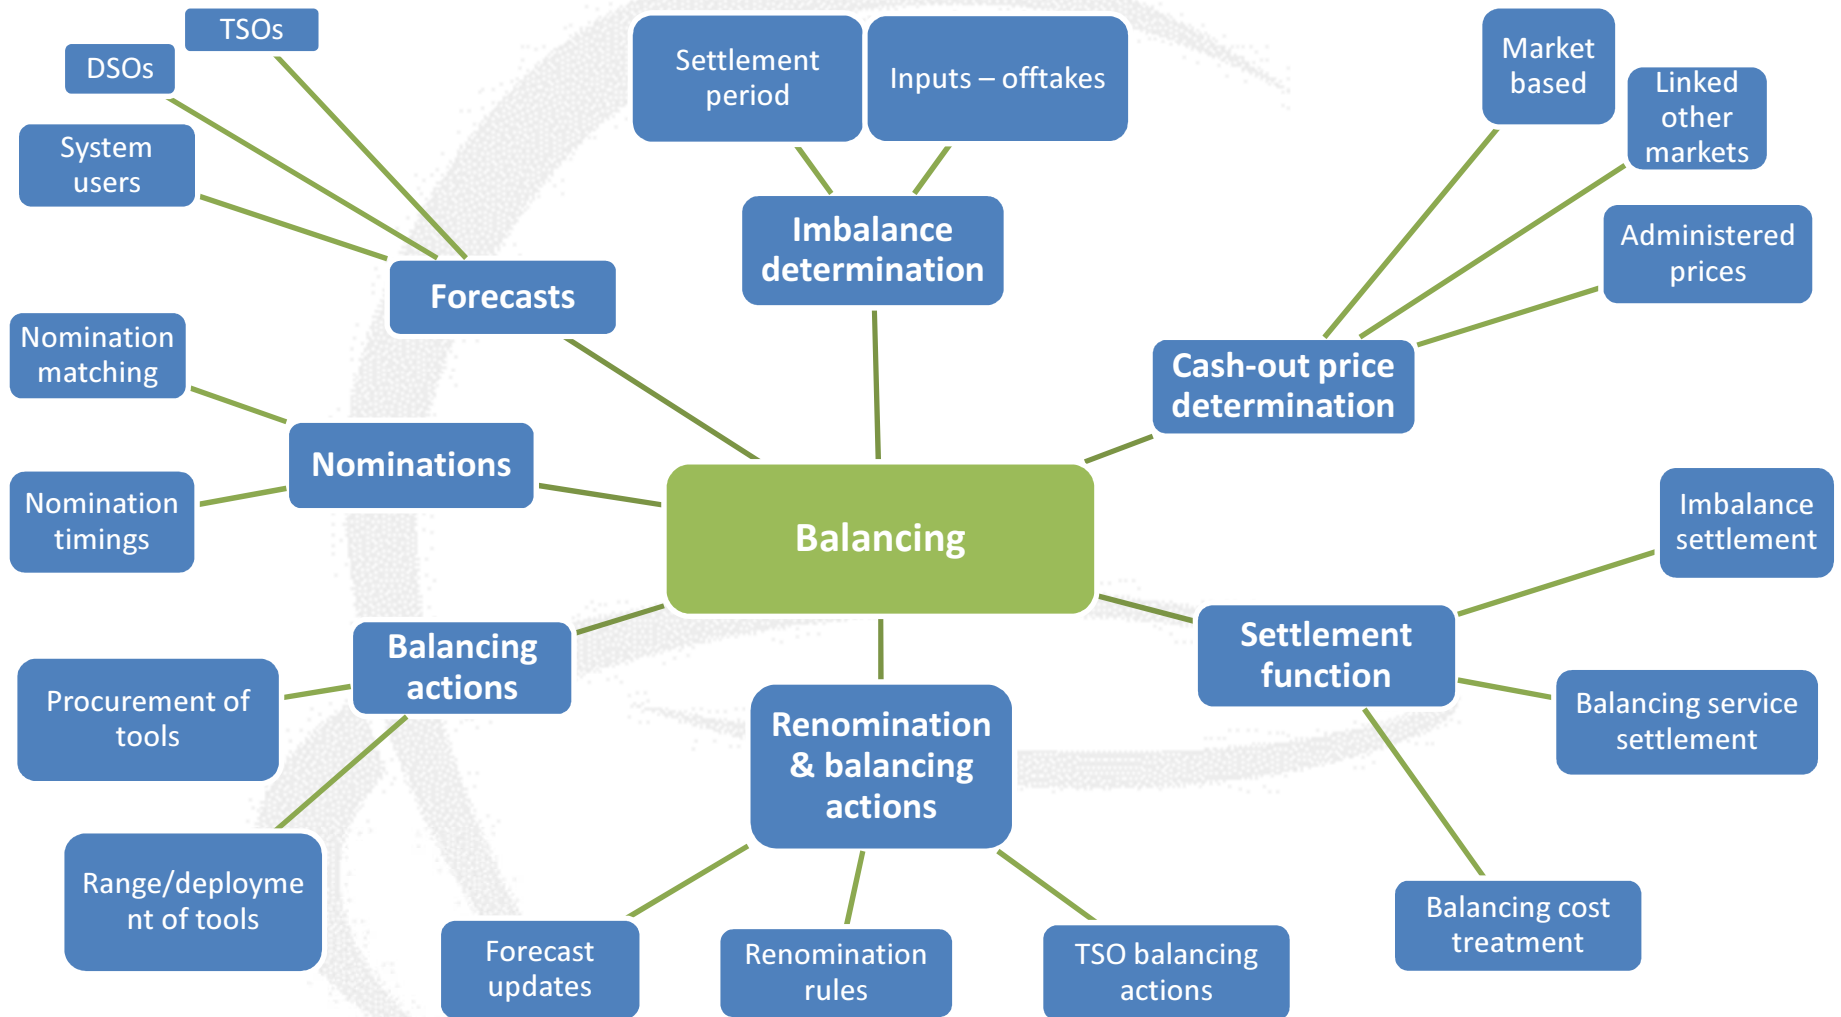 TSOs
DSOs
System
users
Forecasts
Settlement
period
Inputs – offtakes
Imbalance
determination
Market
based
Linked
other
markets
Administered
prices
Cash-out price
determination
Nomination
matching
Nominations
Nomination
timings
Balancing
Imbalance
settlement
Settlement
function
Balancing service
settlement
Balancing cost
treatment
Balancing
actions
Procurement of
tools
Range/deployme
nt of tools
Renomination
& balancing
actions
Forecast
updates
Renomination
rules
TSO balancing
actions